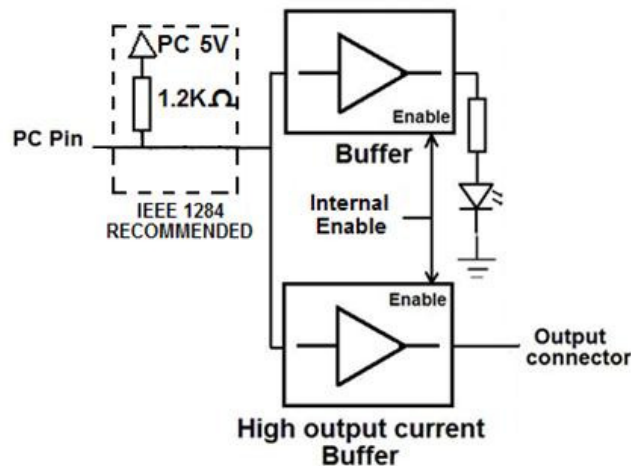 PC 5V
1.2KΩ
PC Pin
IEEE 1284
RECOMMENDED
Enable
Buffer
Internal
Enable
Enable
Output
connector
High output current
Buffer